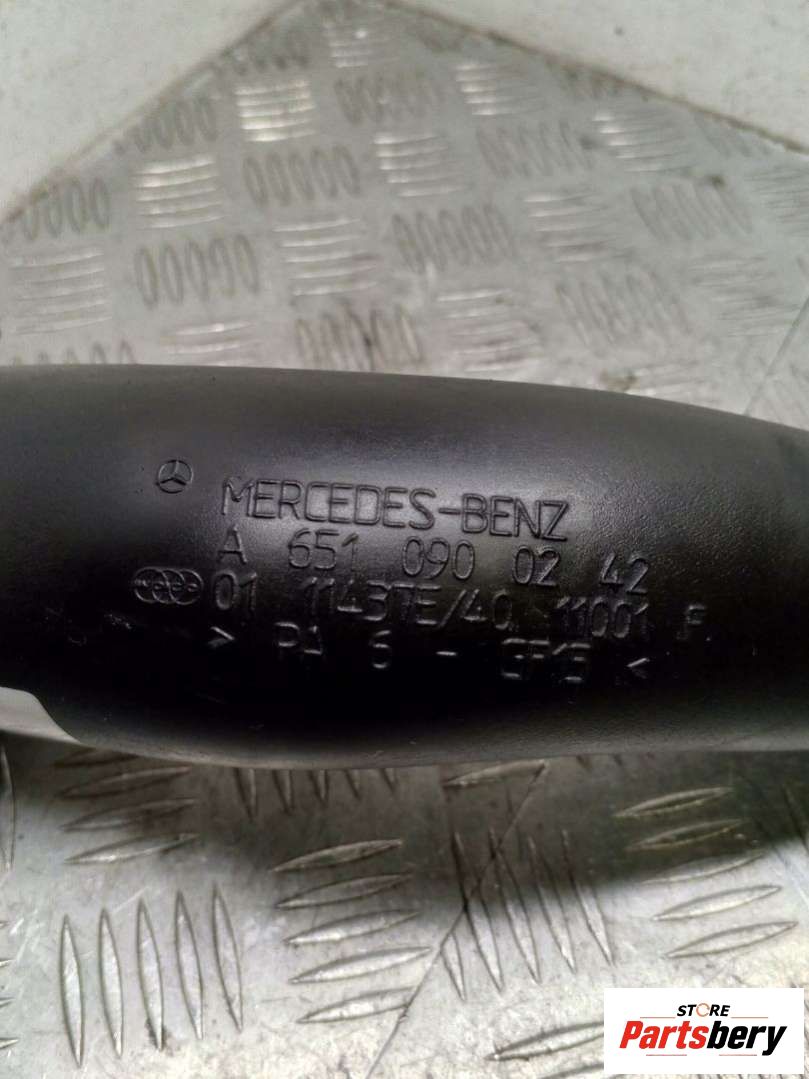 MERCEDES-BENZ
A 651 090 02 42
01 11437E/40 11001 F
> PA 6 - GF15 <
STORE
Partsbery